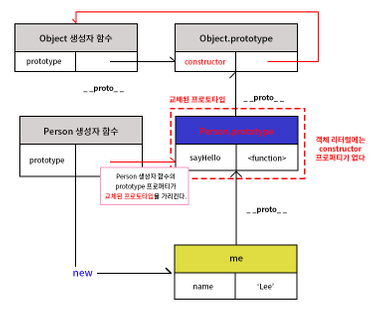 Object 생성자 함수
Object.prototype
prototype
constructor
__proto__
교체된 프로토타입
__proto__
Person 생성자 함수
Person.prototype
객체 리터럴에는
constructor
프로퍼티가 없다
prototype
sayHello
<function>
Person 생성자 함수의
prototype 프로퍼티가
교체된 프로토타입을 가리킨다.
__proto__
me
new
name
'Lee'